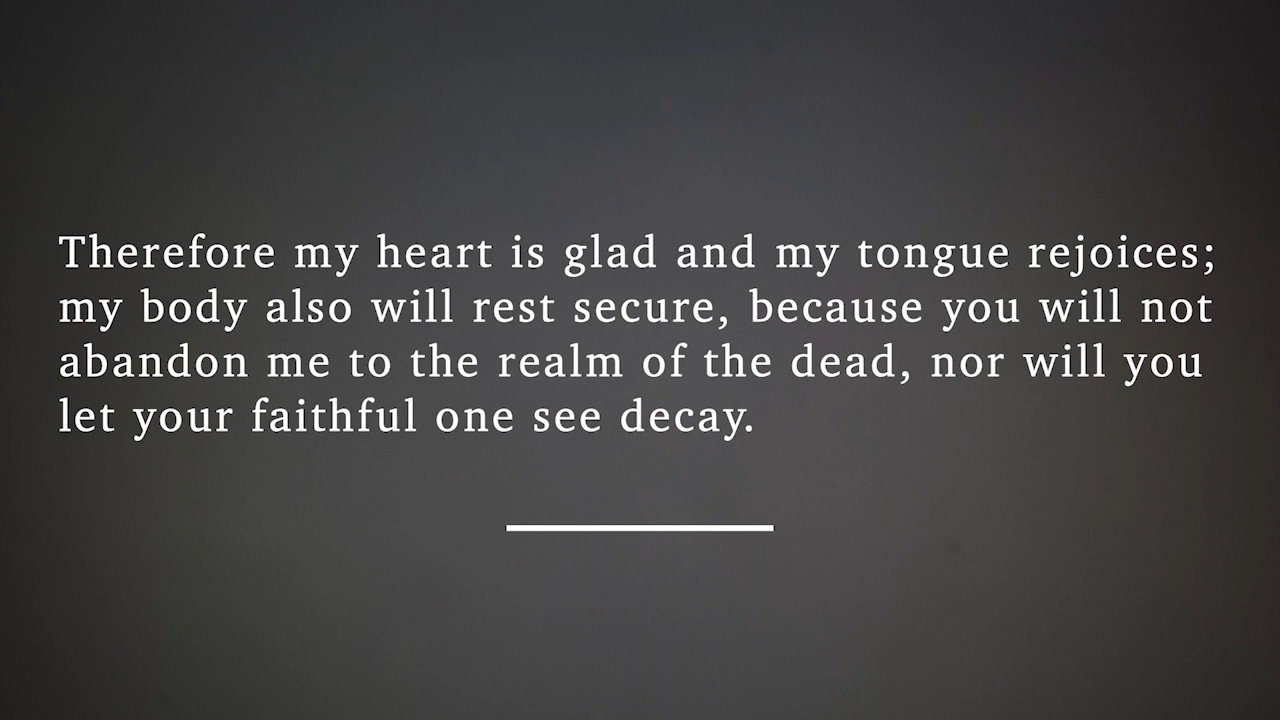 Therefore my heart is glad and my tongue rejoices;
my body also will rest secure, because you will not
abandon me to the realm of the dead, nor will you
let your faithful one see decay.